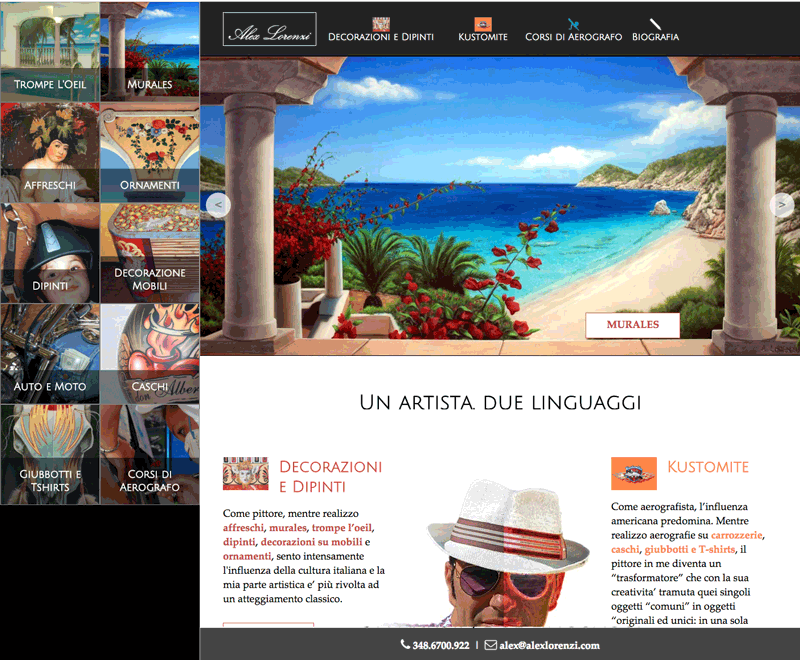 Trompe L'Oeil
Murales
Affreschi
Ornamenti
Dipinti
Decorazione
Mobili
Auto e Moto
Caschi
don Alber
Giubbotti e
Tshirts
Corsi di
Aerografo
Alex Lorenzi
Decorazioni e Dipinti
Kustomite
Corsi di Aerografo
Biografia
<
>
MURALES
Un artista. due linguaggi
Decorazioni
e Dipinti
Come pittore, mentre realizzo
affreschi, murales, trompe l'oeil,
dipinti, decorazioni su mobili e
ornamenti, sento intensamente
l'influenza della cultura italiana e la
mia parte artistica e' più rivolta ad
un atteggiamento classico.
Kustomite
Come aerografista, l'influenza
americana predomina. Mentre
realizzo aerografie su carrozzerie,
caschi, giubbotti e T-shirts, il
pittore in me diventa un
"trasformatore" che con la sua
creativita' tramuta quei singoli
oggetti "comuni" in oggetti
"originali ed unici: in una sola
348.6700.922 | alex@alexlorenzi.com